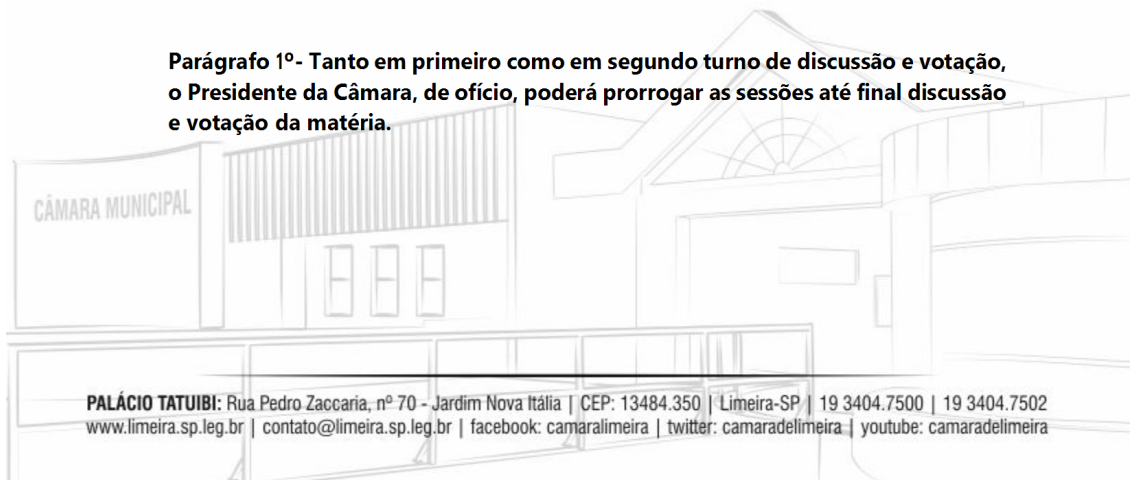 Parágrafo 1º- Tanto em primeiro como em segundo turno de discussão e votação,
o Presidente da Câmara, de ofício, poderá prorrogar as sessões até final discussão
e votação da matéria.
CÂMARA MUNICIPAL
PALÁCIO TATUIBI: Rua Pedro Zaccaria, nº 70 - Jardim Nova Itália | CEP: 13484.350 | Limeira-SP | 19 3404.7500 | 19 3404.7502
www.limeira.sp.leg.br | contato@limeira.sp.leg.br | facebook: camaralimeira | twitter: camaradelimeira | youtube: camaradelimeira